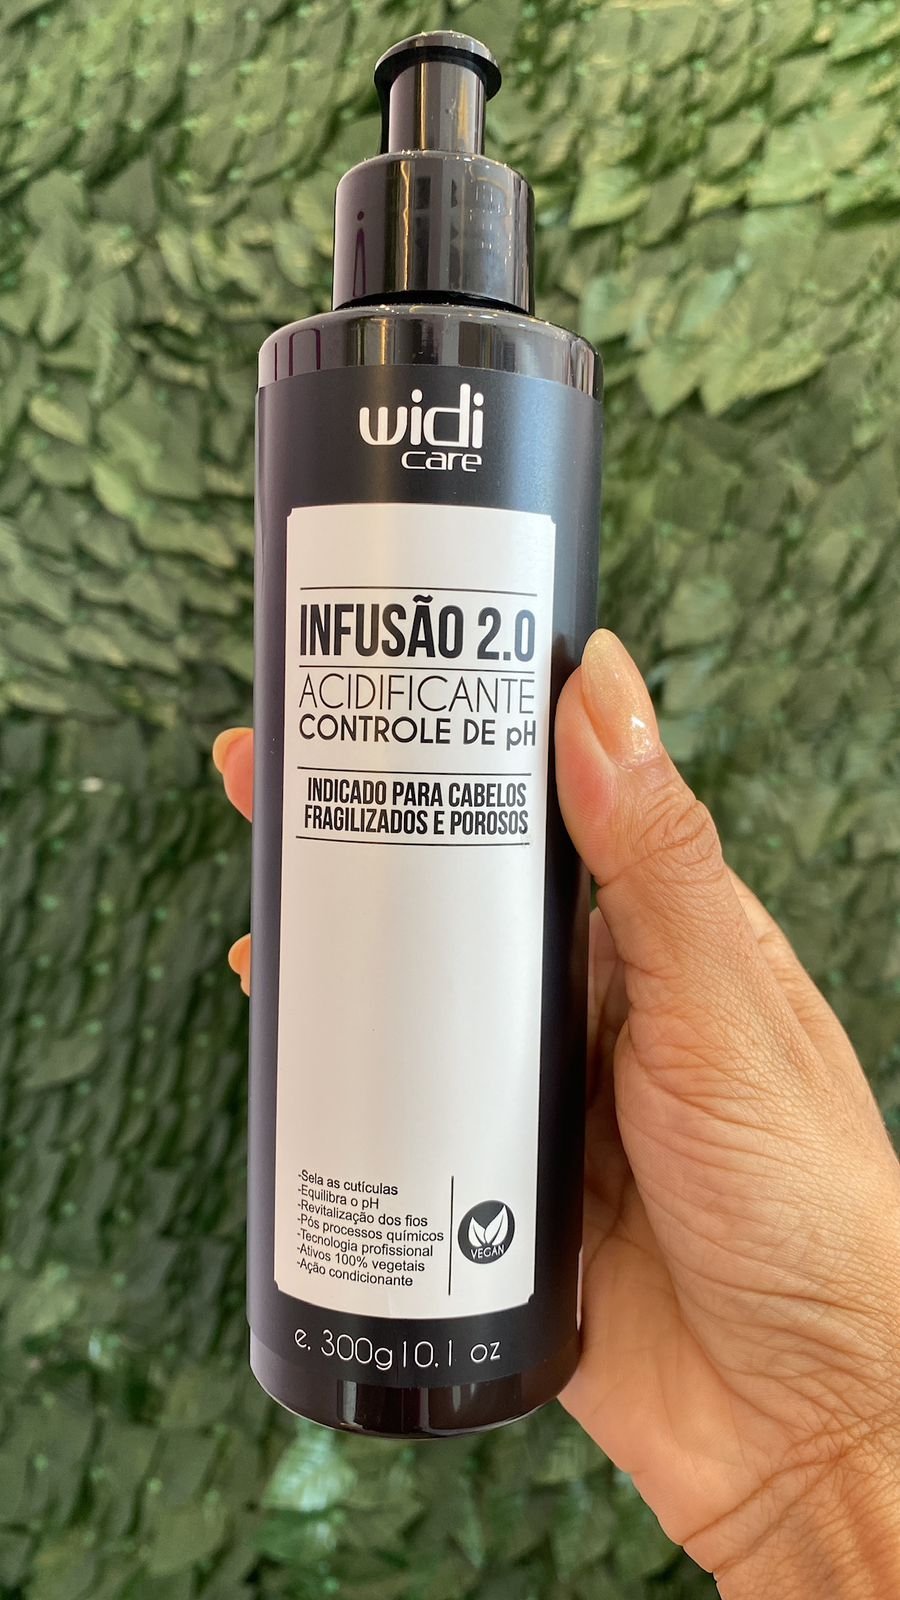 widi
care
INFUSÃO 2.0
ACIDIFICANTE
CONTROLE DE pH
INDICADO PARA CABELOS
FRAGILIZADOS E POROSOS
-Sela as cutículas
-Equilibra o pH
-Revitalização dos fios
-Pós processos químicos
-Tecnologia profissional
-Ativos 100% vegetais
-Ação condicionante
VEGAN
e. 300g|0.1 oz